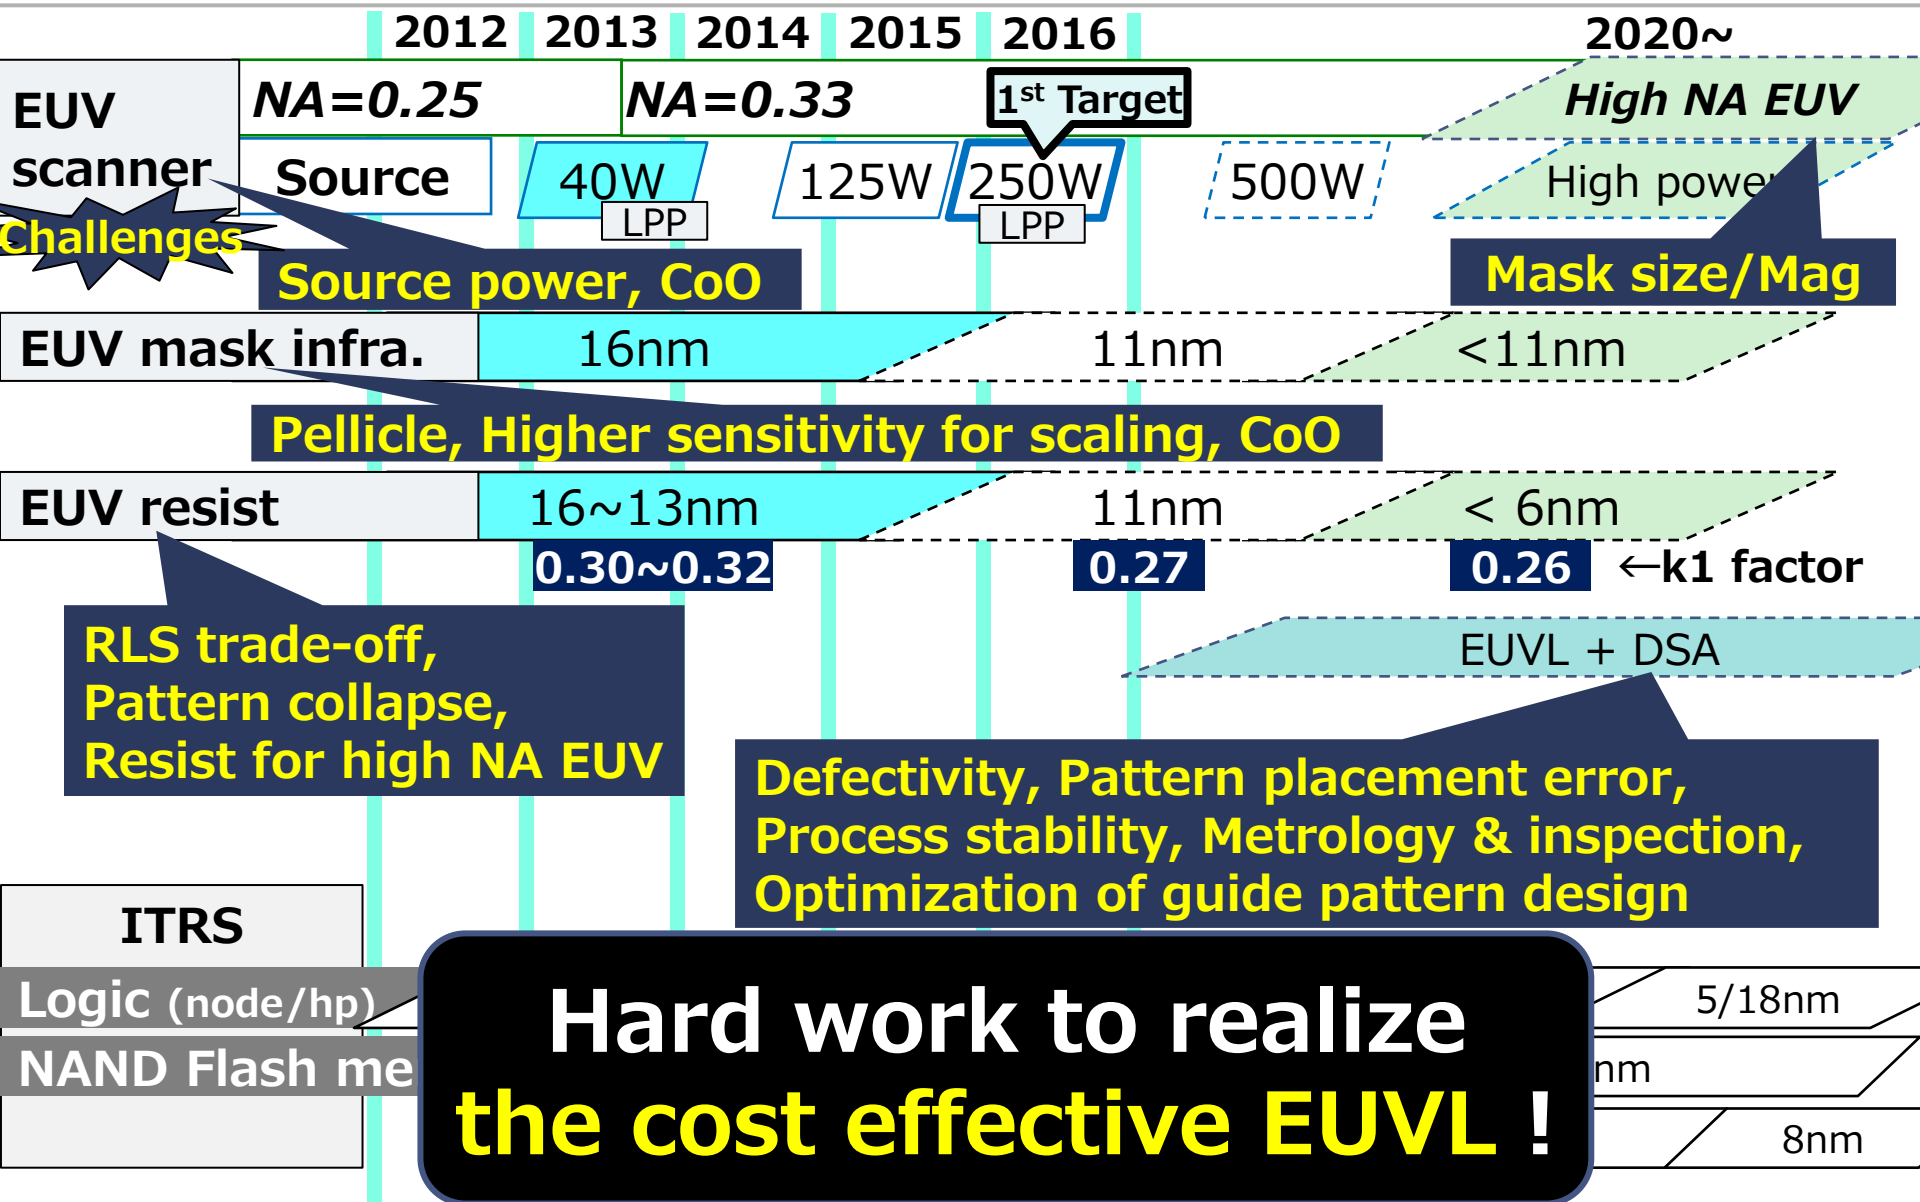 2012 2013 2014 2015 2016 2020~
EUV
scanner
NA=0.25 NA=0.33 1st Target High NA EUV
Source 40W 125W 250W 500W High power
LPP LPP
Challenges
Source power, CoO
Mask size/Mag
EUV mask infra. 16nm 11nm <11nm
Pellicle, Higher sensitivity for scaling, CoO
EUV resist 16~13nm 11nm < 6nm
0.30~0.32 0.27 0.26 ←k1 factor
RLS trade-off,
Pattern collapse,
Resist for high NA EUV
EUVL + DSA
Defectivity, Pattern placement error,
Process stability, Metrology & inspection,
Optimization of guide pattern design
ITRS
Logic (node/hp) 5/18nm
NAND Flash me nm
8nm
Hard work to realize
the cost effective EUVL !